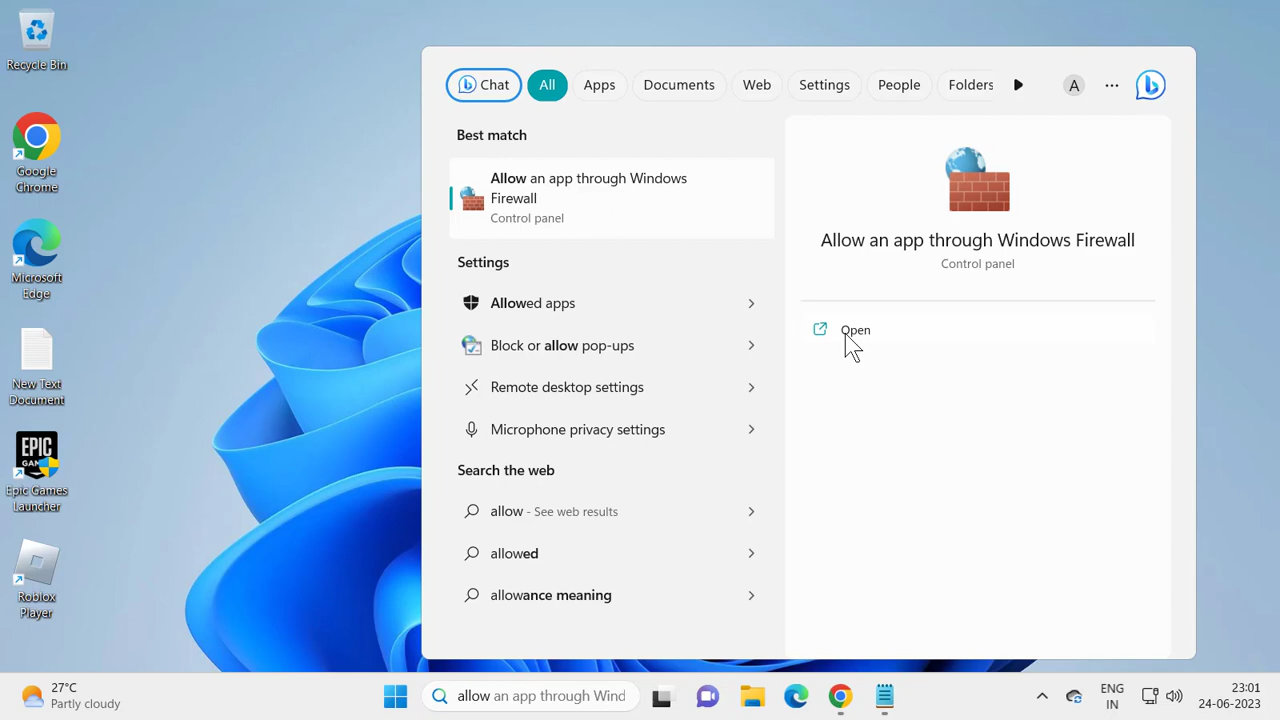 Recycle Bin
Google
Chrome
Microsoft
Edge
New Text
Document
EPIC
GAMES
Epic Games
Launcher
Roblox
Player
Chat
All
Apps
Documents
Web
Settings
People
Folders
A
Best match
Allow an app through Windows
Firewall
Control panel
Settings
Allowed apps
Block or allow pop-ups
Remote desktop settings
Microphone privacy settings
Search the web
allow - See web results
allowed
allowance meaning
Allow an app through Windows Firewall
Control panel
Open
27°C
Partly cloudy
allow an app through Wind
ENG
IN
23:01
24-06-2023